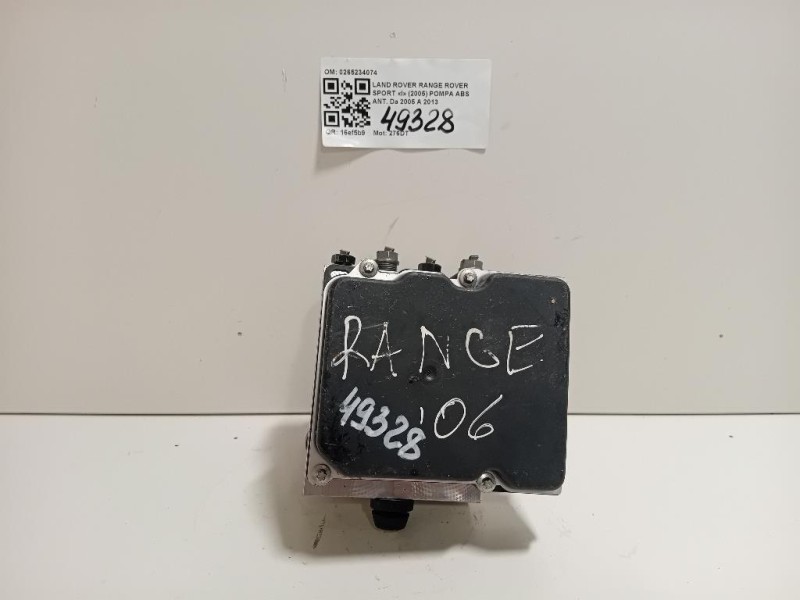 OM: 0265234074
LAND ROVER RANGE ROVER
SPORT «I» (2005) POMPA ABS
ANT. Da 2005 A 2013
49328
QR: 16ef5b9 Mot: 276DT
RANGE
'06
49328